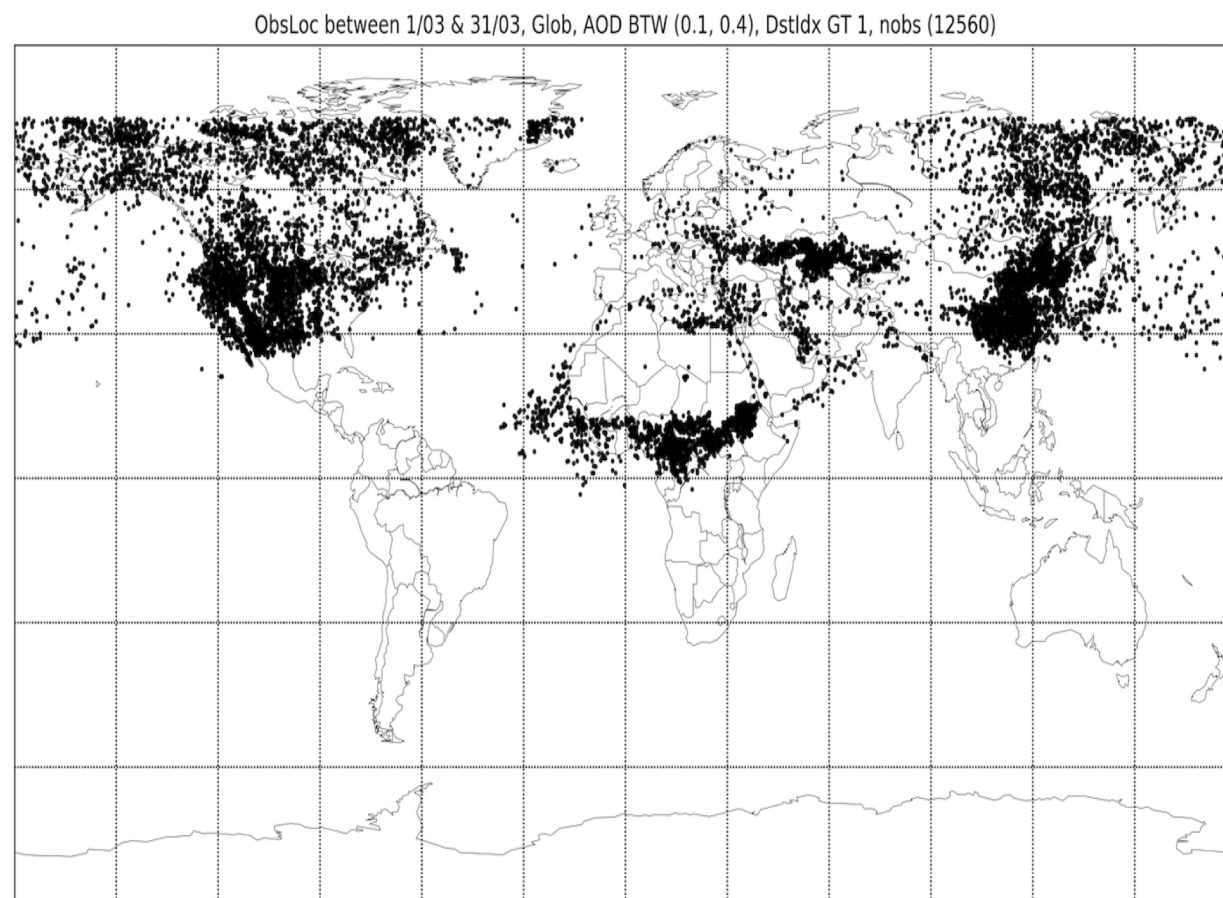 ObsLoc between 1/03 & 31/03, Glob, AOD BTW (0.1, 0.4), DstIdx GT 1, nobs (12560)